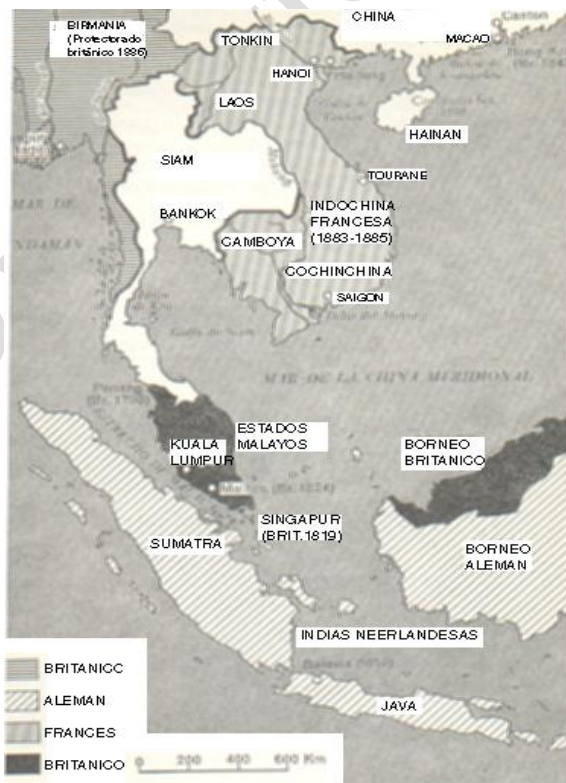 BIRMANIA
(Protectorado
británico 1886)
CHINA
Canton
MACAO
TONKIN
HANOI
LAOS
HAINAN
SIAM
TOURANE
BANKOK
INDOCHINA
FRANCESA
(1883-1885)
CAMBOYA
COCHINCHINA
SAIGON
MAR DE LA CHINA MERIDIONAL
ESTADOS
MALAYOS
KUALA
LUMPUR
BORNEO
BRITANICO
SINGAPUR
(BRIT.1819)
SUMATRA
BORNEO
ALEMAN
INDIAS NEERLANDESAS
JAVA
BRITANICO
ALEMAN
FRANCES
BRITANICO
0 200 400 600 Km